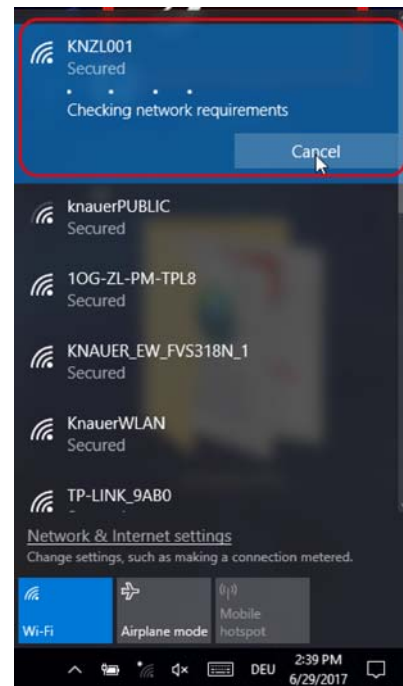 KNZL001
Secured
Checking network requirements
Cancel
knauerPUBLIC
Secured
1OG-ZL-PM-TPL8
Secured
KNAUER_EW_FVS318N_1
Secured
KnauerWLAN
Secured
TP-LINK_9AB0
Network & Internet settings
Change settings, such as making a connection metered.
Wi-Fi
Airplane mode
Mobile
hotspot
DEU
2:39 PM
6/29/2017